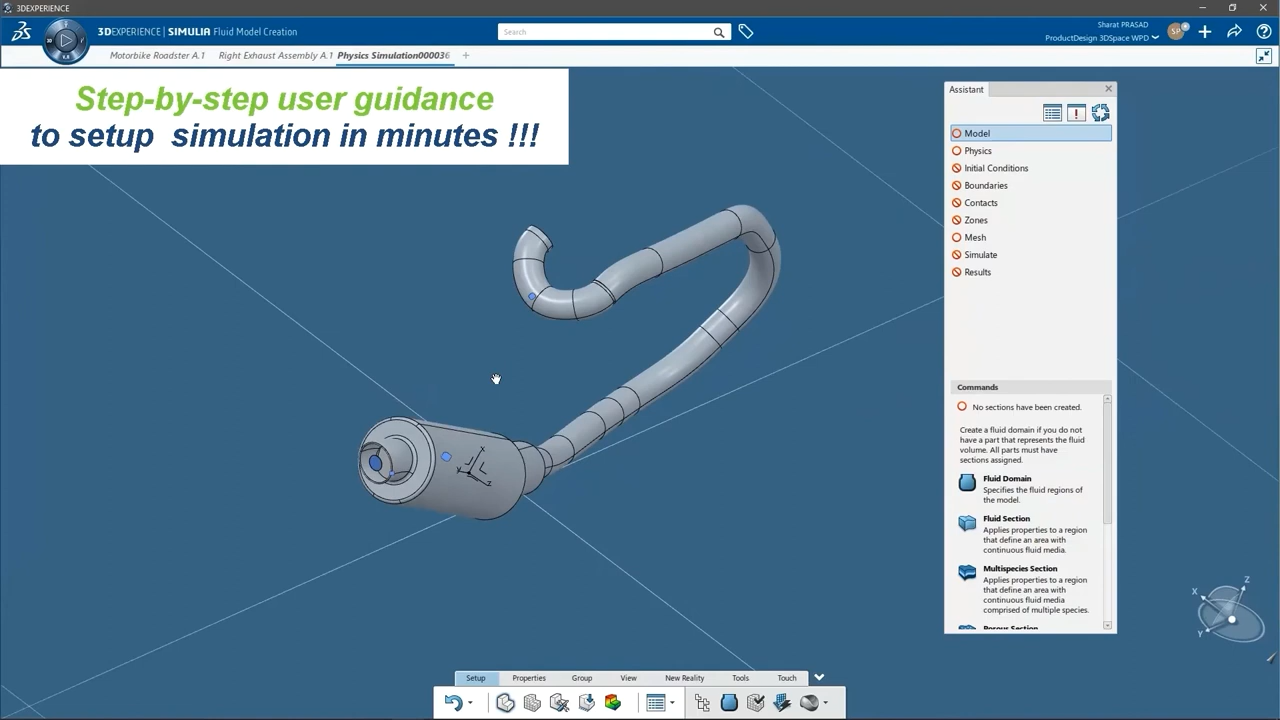 3DEXPERIENCE
3DEXPERIENCE | SIMULIA Fluid Model Creation
Search
Sharat PRASAD
ProductDesign 3DSpace WPD
SP
Motorbike Roadster A.1
Right Exhaust Assembly A.1
Physics Simulation000036
Step-by-step user guidance
to setup simulation in minutes !!!
Assistant
Model
Physics
Initial Conditions
Boundaries
Contacts
Zones
Mesh
Simulate
Results
Commands
No sections have been created.
Create a fluid domain if you do not
have a part that represents the fluid
volume. All parts must have
sections assigned.
Fluid Domain
Specifies the fluid regions of
the model.
Fluid Section
Applies properties to a region
that define an area with
continuous fluid media.
Multispecies Section
Applies properties to a region
that define an area with
continuous fluid media
comprised of multiple species.
Porous Section
X
Y
Z
Z
X
Y
Setup
Properties
Group
View
New Reality
Tools
Touch